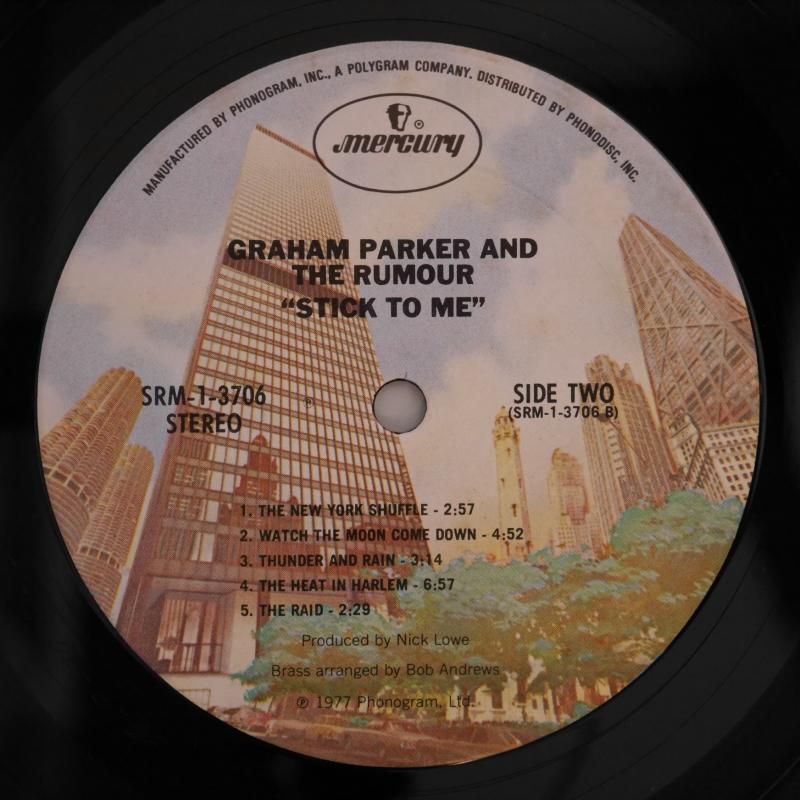 MANUFACTURED BY PHONOGRAM, INC., A POLYGRAM COMPANY. DISTRIBUTED BY PHONODISC, INC.
mercury ®
GRAHAM PARKER AND
THE RUMOUR
“STICK TO ME”
SRM-1-3706
STEREO
℗
SIDE TWO
(SRM-1-3706 B)
1. THE NEW YORK SHUFFLE - 2:57
2. WATCH THE MOON COME DOWN - 4:52
3. THUNDER AND RAIN - 3:14
4. THE HEAT IN HARLEM - 6:57
5. THE RAID - 2:29
Produced by Nick Lowe
Brass arranged by Bob Andrews
℗ 1977 Phonogram, Ltd.